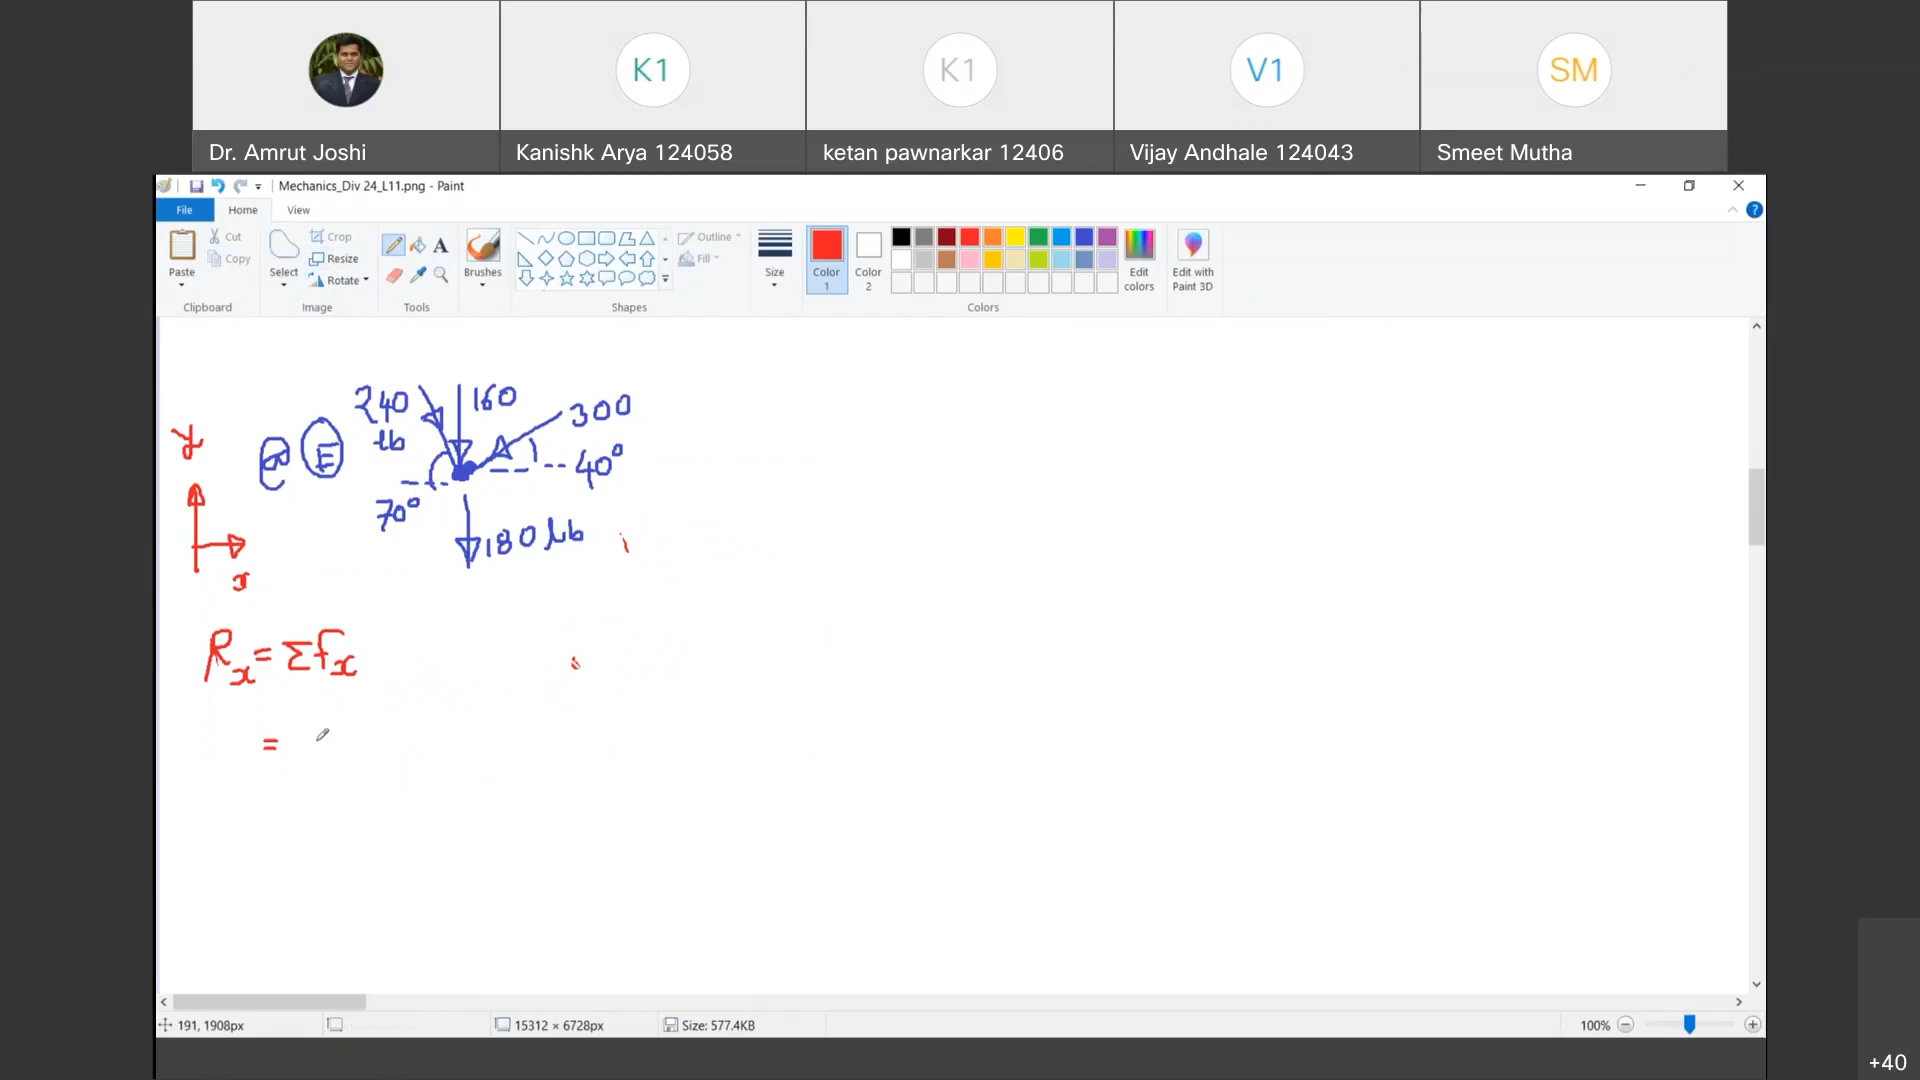 K1
K1
V1
SM
Dr. Amrut Joshi
Kanishk Arya 124058
ketan pawnarkar 12406
Vijay Andhale 124043
Smeet Mutha
Mechanics_Div 24_L11.png - Paint
File
Home
View
Paste
Cut
Copy
Clipboard
Select
Crop
Resize
Rotate
Image
A
Tools
Brushes
Outline
Fill
Shapes
Size
Color 1
Color 2
Edit colors
Colors
Edit with Paint 3D
?
@ E
240 lb
160
300
40°
70°
180 lb
y
x
Rx = Σfx
=
191, 1908px
15312 × 6728px
Size: 577.4KB
100%
+40